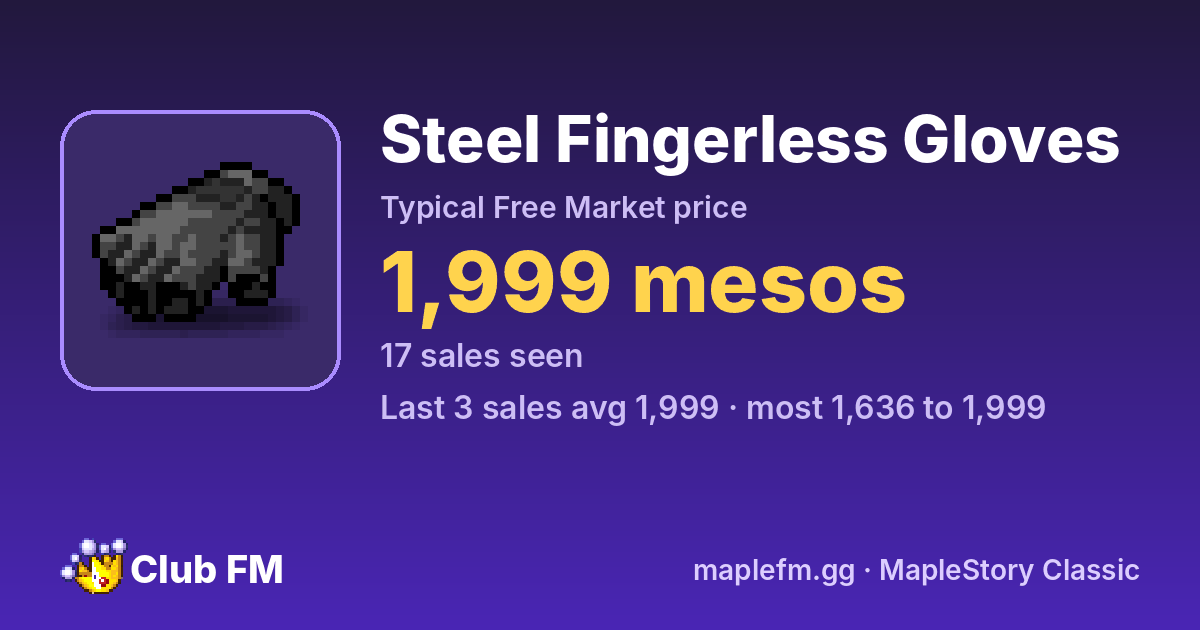 Steel Fingerless Gloves
Typical Free Market price
1,999 mesos
17 sales seen
Last 3 sales avg 1,999 · most 1,636 to 1,999
Club FM
maplefm.gg · MapleStory Classic